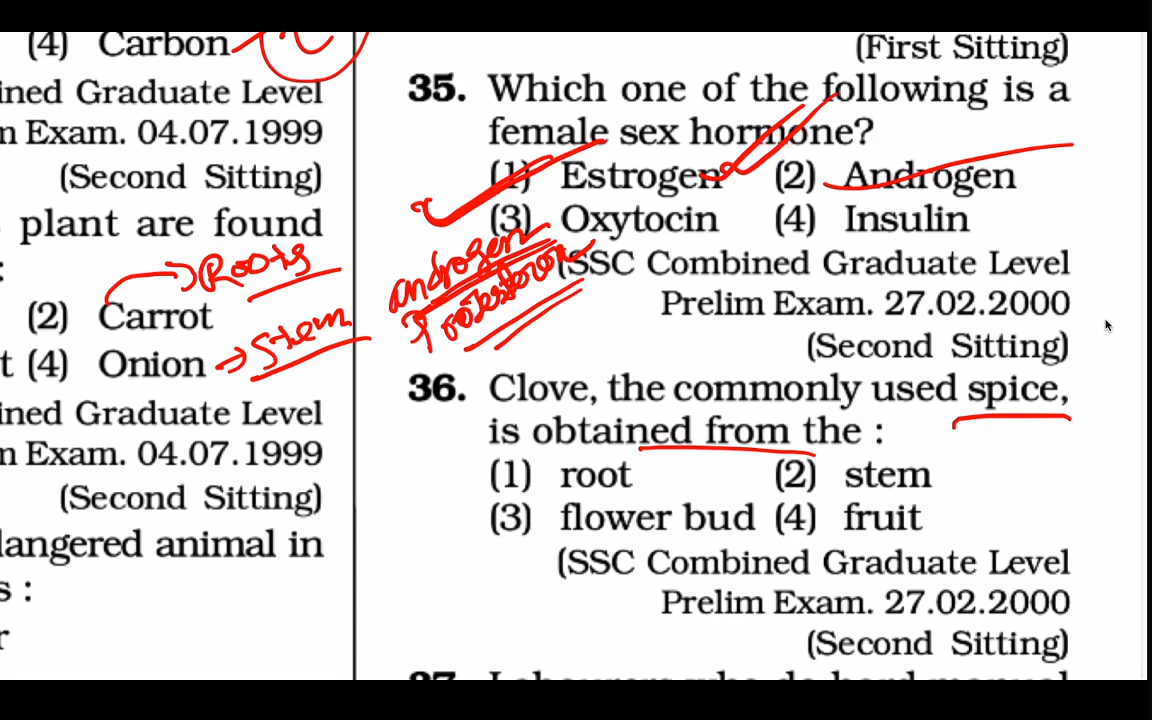 (4) Carbon
ined Graduate Level
m Exam. 04.07.1999
(Second Sitting)
plant are found
:
Roots
(2) Carrot
t (4) Onion
Stem
ined Graduate Level
m Exam. 04.07.1999
(Second Sitting)
langered animal in
s :
r
(First Sitting)
35. Which one of the following is a
female sex hormone?
(1) Estrogen (2) Androgen
(3) Oxytocin (4) Insulin
androgen
(SSC Combined Graduate Level
Prelim Exam. 27.02.2000
(Second Sitting)
36. Clove, the commonly used spice,
is obtained from the :
(1) root (2) stem
(3) flower bud (4) fruit
(SSC Combined Graduate Level
Prelim Exam. 27.02.2000
(Second Sitting)